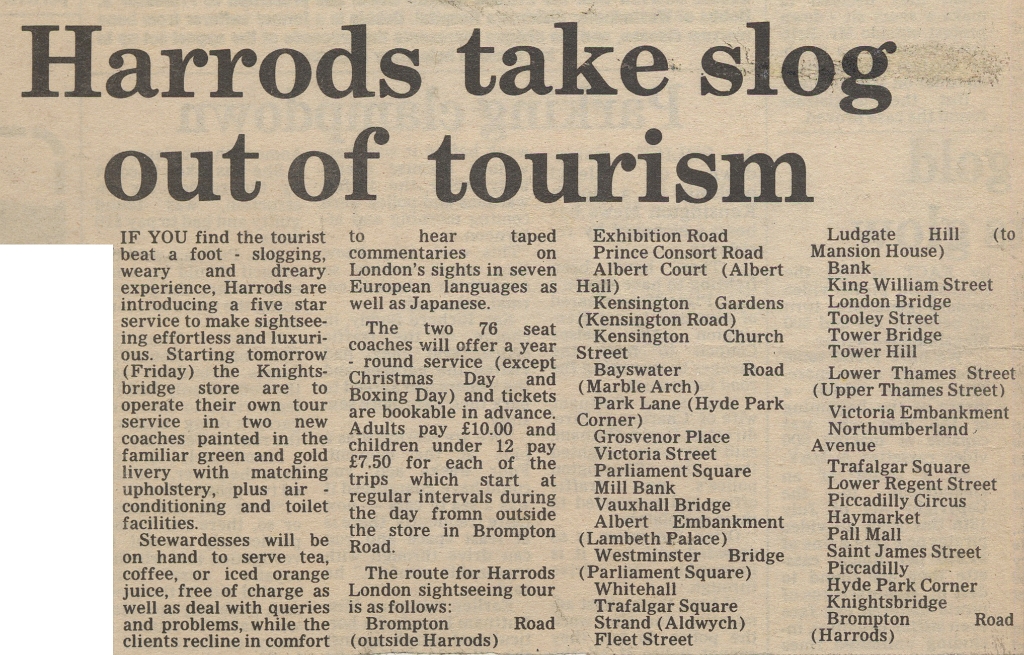 Harrods take slog
out of tourism
IF YOU find the tourist
beat a foot - slogging,
weary and dreary
experience, Harrods are
introducing a five star
service to make sightsee-
ing effortless and luxuri-
ous. Starting tomorrow
(Friday) the Knights-
bridge store are to
operate their own tour
service in two new
coaches painted in the
familiar green and gold
livery with matching
upholstery, plus air -
conditioning and toilet
facilities.
Stewardesses will be
on hand to serve tea,
coffee, or iced orange
juice, free of charge as
well as deal with queries
and problems, while the
clients recline in comfort
to hear taped
commentaries on
London's sights in seven
European languages as
well as Japanese.
The two 76 seat
coaches will offer a year
- round service (except
Christmas Day and
Boxing Day) and tickets
are bookable in advance.
Adults pay £10.00 and
children under 12 pay
£7.50 for each of the
trips which start at
regular intervals during
the day fromn outside
the store in Brompton
Road.
The route for Harrods
London sightseeing tour
is as follows:
Brompton Road
(outside Harrods)
Exhibition Road
Prince Consort Road
Albert Court (Albert
Hall)
Kensington Gardens
(Kensington Road)
Kensington Church
Street
Bayswater Road
(Marble Arch)
Park Lane (Hyde Park
Corner)
Grosvenor Place
Victoria Street
Parliament Square
Mill Bank
Vauxhall Bridge
Albert Embankment
(Lambeth Palace)
Westminster Bridge
(Parliament Square)
Whitehall
Trafalgar Square
Strand (Aldwych)
Fleet Street
Ludgate Hill (to
Mansion House)
Bank
King William Street
London Bridge
Tooley Street
Tower Bridge
Tower Hill
Lower Thames Street
(Upper Thames Street)
Victoria Embankment
Northumberland
Avenue
Trafalgar Square
Lower Regent Street
Piccadilly Circus
Haymarket
Pall Mall
Saint James Street
Piccadilly
Hyde Park Corner
Knightsbridge
Brompton Road
(Harrods)